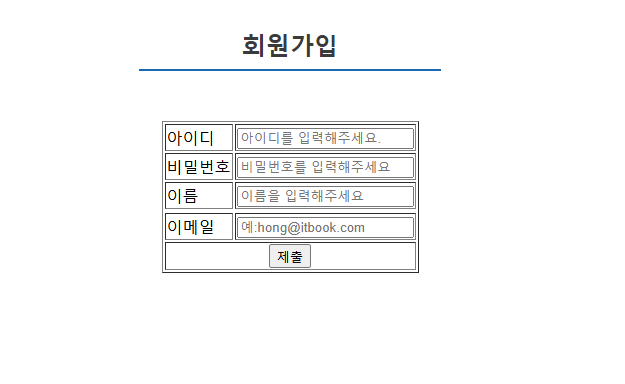 회원가입
아이디 아이디를 입력해주세요.
비밀번호 비밀번호를 입력해주세요
이름 이름을 입력해주세요
이메일 예:hong@itbook.com
제출